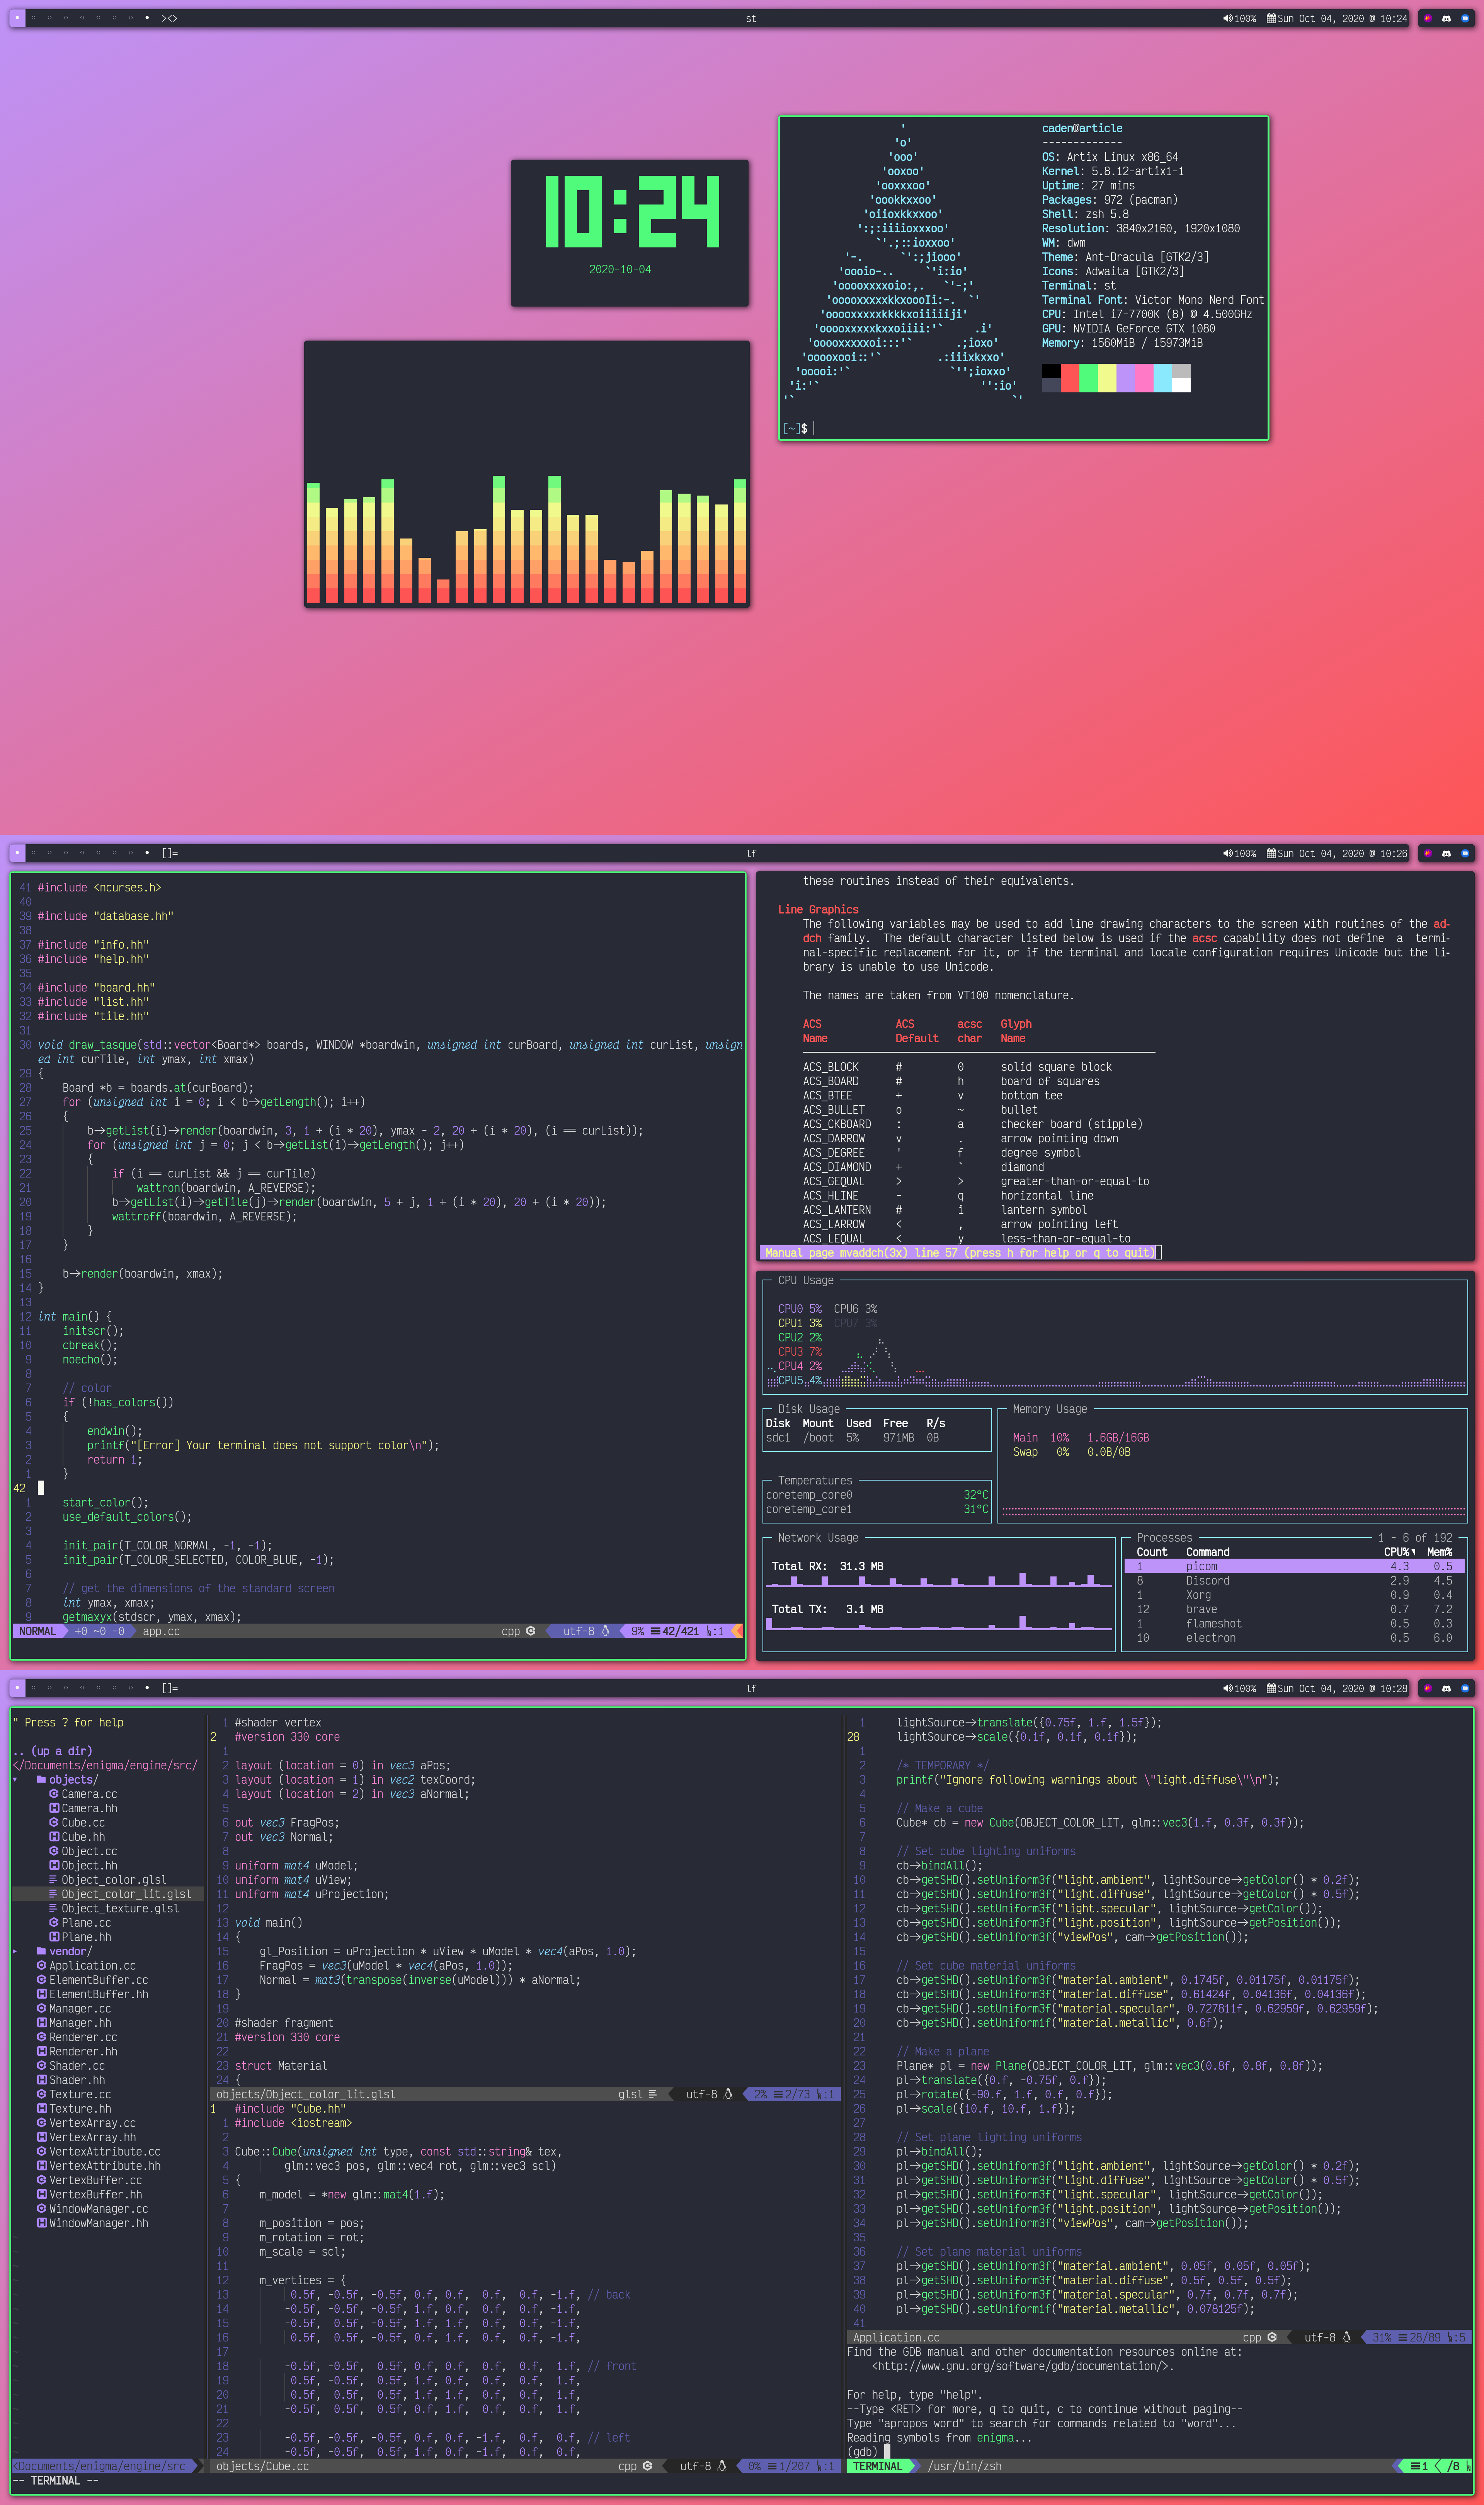 ><> st 100% Sun Oct 04, 2020 @ 10:24
10:24
2020-10-04
caden@article
-------------
OS: Artix Linux x86_64
Kernel: 5.8.12-artix1-1
Uptime: 27 mins
Packages: 972 (pacman)
Shell: zsh 5.8
Resolution: 3840x2160, 1920x1080
WM: dwm
Theme: Ant-Dracula [GTK2/3]
Icons: Adwaita [GTK2/3]
Terminal: st
Terminal Font: Victor Mono Nerd Font
CPU: Intel i7-7700K (8) @ 4.500GHz
GPU: NVIDIA GeForce GTX 1080
Memory: 1560MiB / 15973MiB
[~]$
[]= lf 100% Sun Oct 04, 2020 @ 10:26
41 #include <ncurses.h>
40
39 #include "database.hh"
38
37 #include "info.hh"
36 #include "help.hh"
35
34 #include "board.hh"
33 #include "list.hh"
32 #include "tile.hh"
31
30 void draw_tasque(std::vector<Board*> boards, WINDOW *boardwin, unsigned int curBoard, unsigned int curList, unsign
ed int curTile, int ymax, int xmax)
29 {
28 Board *b = boards.at(curBoard);
27 for (unsigned int i = 0; i < b->getLength(); i++)
26 {
25 b->getList(i)->render(boardwin, 3, 1 + (i * 20), ymax - 2, 20 + (i * 20), (i == curList));
24 for (unsigned int j = 0; j < b->getList(i)->getLength(); j++)
23 {
22 if (i == curList && j == curTile)
21 wattron(boardwin, A_REVERSE);
20 b->getList(i)->getTile(j)->render(boardwin, 5 + j, 1 + (i * 20), 20 + (i * 20));
19 wattroff(boardwin, A_REVERSE);
18 }
17 }
16
15 b->render(boardwin, xmax);
14 }
13
12 int main() {
11 initscr();
10 cbreak();
9 noecho();
8
7 // color
6 if (!has_colors())
5 {
4 endwin();
3 printf("[Error] Your terminal does not support color\n");
2 return 1;
1 }
42
1 start_color();
2 use_default_colors();
3
4 init_pair(T_COLOR_NORMAL, -1, -1);
5 init_pair(T_COLOR_SELECTED, COLOR_BLUE, -1);
6
7 // get the dimensions of the standard screen
8 int ymax, xmax;
9 getmaxyx(stdscr, ymax, xmax);
NORMAL +0 ~0 -0 app.cc cpp utf-8 9% 42/421 :1
these routines instead of their equivalents.
Line Graphics
The following variables may be used to add line drawing characters to the screen with routines of the ad-
dch family. The default character listed below is used if the acsc capability does not define a termi-
nal-specific replacement for it, or if the terminal and locale configuration requires Unicode but the li-
brary is unable to use Unicode.
The names are taken from VT100 nomenclature.
ACS ACS acsc Glyph
Name Default char Name
ACS_BLOCK # 0 solid square block
ACS_BOARD # h board of squares
ACS_BTEE + v bottom tee
ACS_BULLET o ~ bullet
ACS_CKBOARD : a checker board (stipple)
ACS_DARROW v . arrow pointing down
ACS_DEGREE ' f degree symbol
ACS_DIAMOND + ` diamond
ACS_GEQUAL > > greater-than-or-equal-to
ACS_HLINE - q horizontal line
ACS_LANTERN # i lantern symbol
ACS_LARROW < , arrow pointing left
ACS_LEQUAL < y less-than-or-equal-to
Manual page mvaddch(3x) line 57 (press h for help or q to quit)
CPU Usage
CPU0 5% CPU6 3%
CPU1 3% CPU7 3%
CPU2 2%
CPU3 7%
CPU4 2%
CPU5 4%
Disk Usage
Disk Mount Used Free R/s
sdc1 /boot 5% 971MB 0B
Memory Usage
Main 10% 1.6GB/16GB
Swap 0% 0.0B/0B
Temperatures
coretemp_core0 32°C
coretemp_core1 31°C
Network Usage
Total RX: 31.3 MB
Total TX: 3.1 MB
Processes 1 - 6 of 192
Count Command CPU% Mem%
1 picom 4.3 0.5
8 Discord 2.9 4.5
1 Xorg 0.9 0.4
12 brave 0.7 7.2
1 flameshot 0.5 0.3
10 electron 0.5 6.0
[]= lf 100% Sun Oct 04, 2020 @ 10:28
" Press ? for help
.. (up a dir)
</Documents/enigma/engine/src/
objects/
Camera.cc
Camera.hh
Cube.cc
Cube.hh
Object.cc
Object.hh
Object_color.glsl
Object_color_lit.glsl
Object_texture.glsl
Plane.cc
Plane.hh
vendor/
Application.cc
ElementBuffer.cc
ElementBuffer.hh
Manager.cc
Manager.hh
Renderer.cc
Renderer.hh
Shader.cc
Shader.hh
Texture.cc
Texture.hh
VertexArray.cc
VertexArray.hh
VertexAttribute.cc
VertexAttribute.hh
VertexBuffer.cc
VertexBuffer.hh
WindowManager.cc
WindowManager.hh
<Documents/enigma/engine/src
-- TERMINAL --
1 #shader vertex
2 #version 330 core
1
2 layout (location = 0) in vec3 aPos;
3 layout (location = 1) in vec2 texCoord;
4 layout (location = 2) in vec3 aNormal;
5
6 out vec3 FragPos;
7 out vec3 Normal;
8
9 uniform mat4 uModel;
10 uniform mat4 uView;
11 uniform mat4 uProjection;
12
13 void main()
14 {
15 gl_Position = uProjection * uView * uModel * vec4(aPos, 1.0);
16 FragPos = vec3(uModel * vec4(aPos, 1.0));
17 Normal = mat3(transpose(inverse(uModel))) * aNormal;
18 }
19
20 #shader fragment
21 #version 330 core
22
23 struct Material
24 {
objects/Object_color_lit.glsl glsl utf-8 2% 2/73 :1
1 #include "Cube.hh"
1 #include <iostream>
2
3 Cube::Cube(unsigned int type, const std::string& tex,
4 glm::vec3 pos, glm::vec4 rot, glm::vec3 scl)
5 {
6 m_model = *new glm::mat4(1.f);
7
8 m_position = pos;
9 m_rotation = rot;
10 m_scale = scl;
11
12 m_vertices = {
13 0.5f, -0.5f, -0.5f, 0.f, 0.f, 0.f, 0.f, -1.f, // back
14 -0.5f, -0.5f, -0.5f, 1.f, 0.f, 0.f, 0.f, -1.f,
15 -0.5f, 0.5f, -0.5f, 1.f, 1.f, 0.f, 0.f, -1.f,
16 0.5f, 0.5f, -0.5f, 0.f, 1.f, 0.f, 0.f, -1.f,
17
18 -0.5f, -0.5f, 0.5f, 0.f, 0.f, 0.f, 0.f, 1.f, // front
19 0.5f, -0.5f, 0.5f, 1.f, 0.f, 0.f, 0.f, 1.f,
20 0.5f, 0.5f, 0.5f, 1.f, 1.f, 0.f, 0.f, 1.f,
21 -0.5f, 0.5f, 0.5f, 0.f, 1.f, 0.f, 0.f, 1.f,
22
23 -0.5f, -0.5f, -0.5f, 0.f, 0.f, -1.f, 0.f, 0.f, // left
24 -0.5f, -0.5f, 0.5f, 1.f, 0.f, -1.f, 0.f, 0.f,
objects/Cube.cc cpp utf-8 0% 1/207 :1
1 lightSource->translate({0.75f, 1.f, 1.5f});
28 lightSource->scale({0.1f, 0.1f, 0.1f});
1
2 /* TEMPORARY */
3 printf("Ignore following warnings about \"light.diffuse\"\n");
4
5 // Make a cube
6 Cube* cb = new Cube(OBJECT_COLOR_LIT, glm::vec3(1.f, 0.3f, 0.3f));
7
8 // Set cube lighting uniforms
9 cb->bindAll();
10 cb->getSHD().setUniform3f("light.ambient", lightSource->getColor() * 0.2f);
11 cb->getSHD().setUniform3f("light.diffuse", lightSource->getColor() * 0.5f);
12 cb->getSHD().setUniform3f("light.specular", lightSource->getColor());
13 cb->getSHD().setUniform3f("light.position", lightSource->getPosition());
14 cb->getSHD().setUniform3f("viewPos", cam->getPosition());
15
16 // Set cube material uniforms
17 cb->getSHD().setUniform3f("material.ambient", 0.1745f, 0.01175f, 0.01175f);
18 cb->getSHD().setUniform3f("material.diffuse", 0.61424f, 0.04136f, 0.04136f);
19 cb->getSHD().setUniform3f("material.specular", 0.727811f, 0.62959f, 0.62959f);
20 cb->getSHD().setUniform1f("material.metallic", 0.6f);
21
22 // Make a plane
23 Plane* pl = new Plane(OBJECT_COLOR_LIT, glm::vec3(0.8f, 0.8f, 0.8f));
24 pl->translate({0.f, -0.75f, 0.f});
25 pl->rotate({-90.f, 1.f, 0.f, 0.f});
26 pl->scale({10.f, 10.f, 1.f});
27
28 // Set plane lighting uniforms
29 pl->bindAll();
30 pl->getSHD().setUniform3f("light.ambient", lightSource->getColor() * 0.2f);
31 pl->getSHD().setUniform3f("light.diffuse", lightSource->getColor() * 0.5f);
32 pl->getSHD().setUniform3f("light.specular", lightSource->getColor());
33 pl->getSHD().setUniform3f("light.position", lightSource->getPosition());
34 pl->getSHD().setUniform3f("viewPos", cam->getPosition());
35
36 // Set plane material uniforms
37 pl->getSHD().setUniform3f("material.ambient", 0.05f, 0.05f, 0.05f);
38 pl->getSHD().setUniform3f("material.diffuse", 0.5f, 0.5f, 0.5f);
39 pl->getSHD().setUniform3f("material.specular", 0.7f, 0.7f, 0.7f);
40 pl->getSHD().setUniform1f("material.metallic", 0.078125f);
41
Application.cc cpp utf-8 31% 28/89 :5
Find the GDB manual and other documentation resources online at:
<http://www.gnu.org/software/gdb/documentation/>.
For help, type "help".
--Type <RET> for more, q to quit, c to continue without paging--
Type "apropos word" to search for commands related to "word"...
Reading symbols from enigma...
(gdb)
TERMINAL /usr/bin/zsh 1 /8